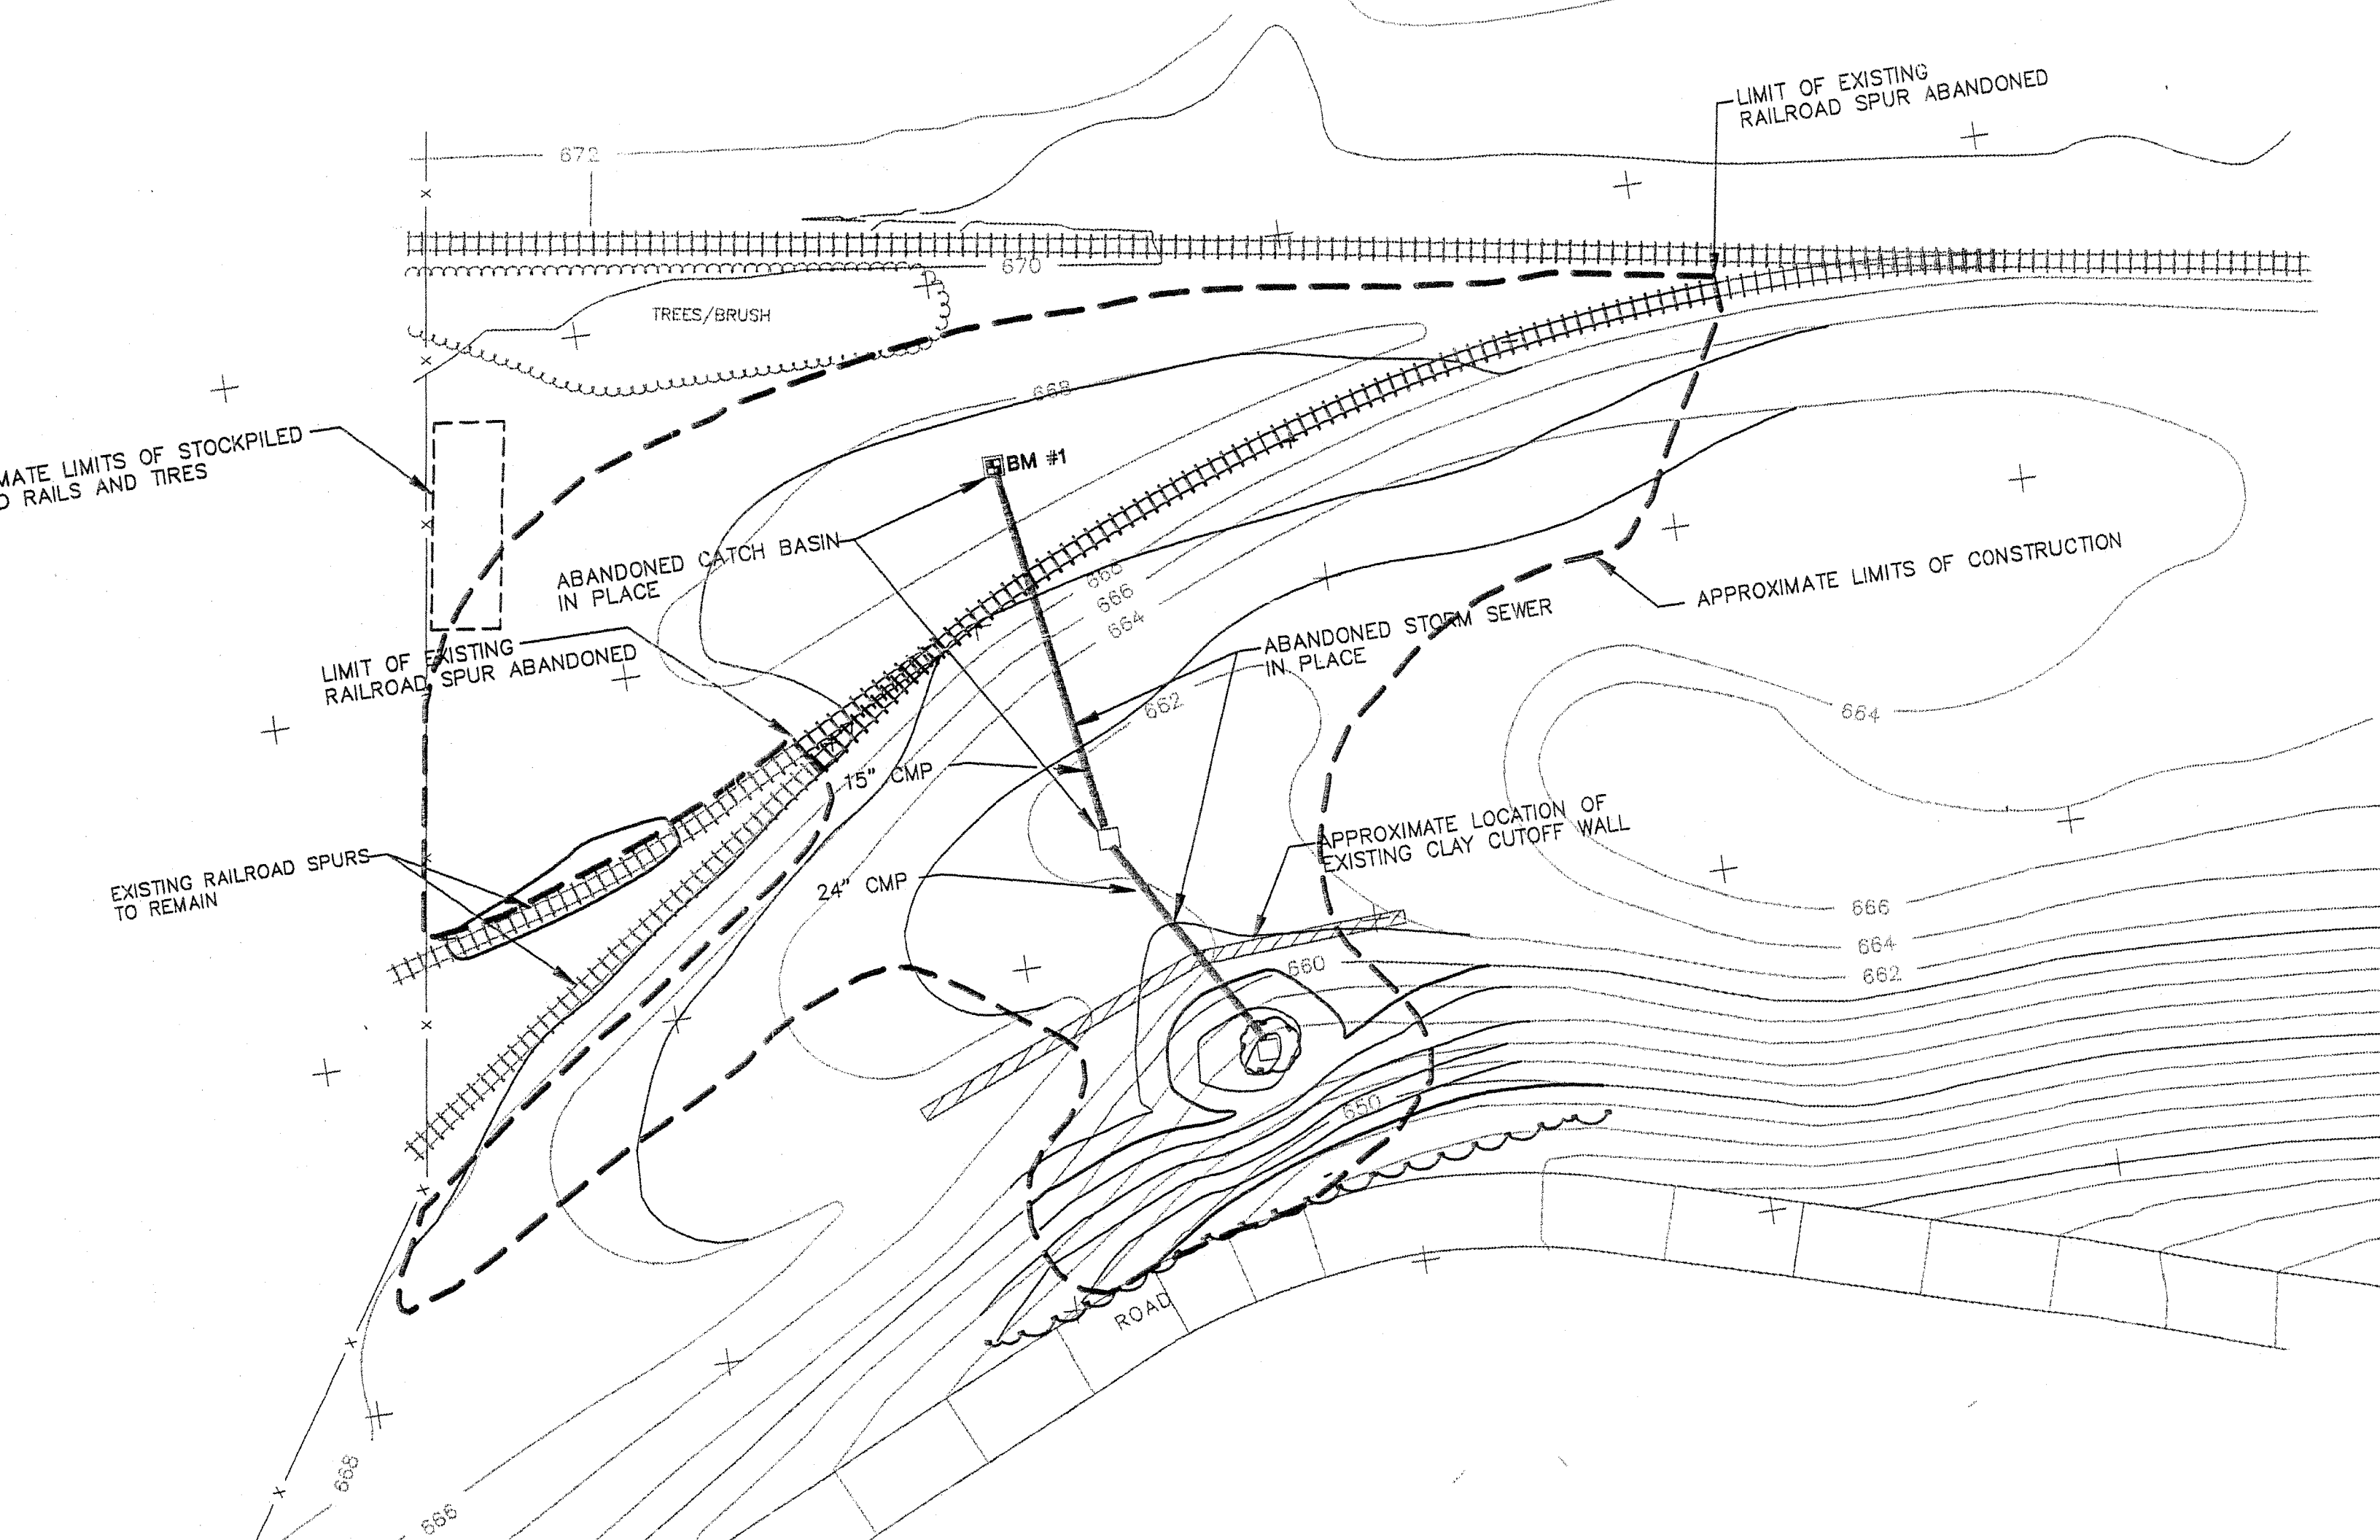 LIMIT OF EXISTING
RAILROAD SPUR ABANDONED
672
670
TREES/BRUSH
668
MATE LIMITS OF STOCKPILED
RAILS AND TIRES
BM #1
ABANDONED CATCH BASIN
IN PLACE
668
666
664
APPROXIMATE LIMITS OF CONSTRUCTION
LIMIT OF EXISTING
RAILROAD SPUR ABANDONED
ABANDONED STORM SEWER
IN PLACE
662
664
15" CMP
24" CMP
APPROXIMATE LOCATION OF
EXISTING CLAY CUTOFF WALL
EXISTING RAILROAD SPURS
TO REMAIN
666
664
662
660
650
ROAD
668
666